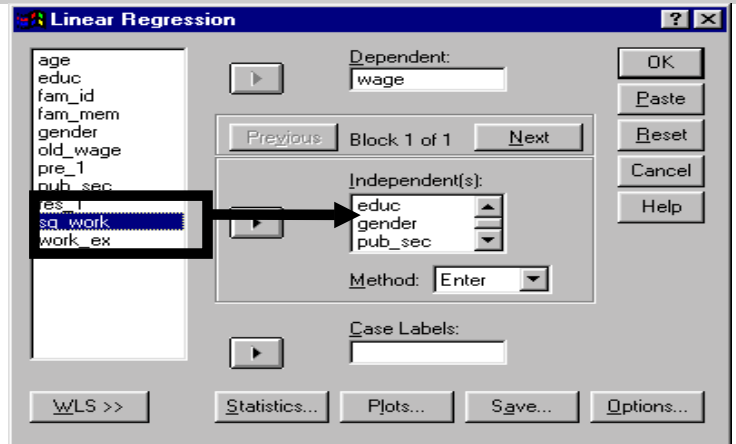 Linear Regression
age
educ
fam_id
fam_mem
gender
old_wage
pre_1
pub_sec
res_1
sq_work
work_ex
WLS >>
Dependent:
wage
Previous
Block 1 of 1
Next
Independent(s):
educ
gender
pub_sec
Method:
Enter
Case Labels:
Statistics...
Plots...
Save...
Options...
OK
Paste
Reset
Cancel
Help